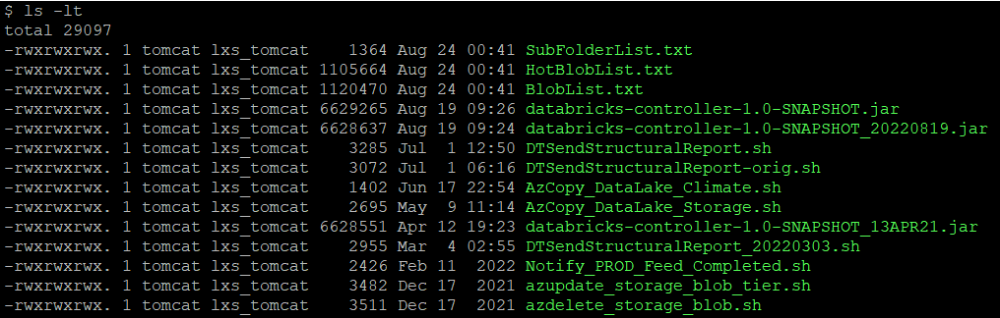 $ ls -lt
total 29097
-rwxrwxrwx. 1 tomcat lxs_tomcat    1364 Aug 24 00:41 SubFolderList.txt
-rwxrwxrwx. 1 tomcat lxs_tomcat 1105664 Aug 24 00:41 HotBlobList.txt
-rwxrwxrwx. 1 tomcat lxs_tomcat 1120470 Aug 24 00:41 BlobList.txt
-rwxrwxrwx. 1 tomcat lxs_tomcat 6629265 Aug 19 09:26 databricks-controller-1.0-SNAPSHOT.jar
-rwxrwxrwx. 1 tomcat lxs_tomcat 6628637 Aug 19 09:24 databricks-controller-1.0-SNAPSHOT_20220819.jar
-rwxrwxrwx. 1 tomcat lxs_tomcat    3285 Jul  1 12:50 DTSendStructuralReport.sh
-rwxrwxrwx. 1 tomcat lxs_tomcat    3072 Jul  1 06:16 DTSendStructuralReport-orig.sh
-rwxrwxrwx. 1 tomcat lxs_tomcat    1402 Jun 17 22:54 AzCopy_DataLake_Climate.sh
-rwxrwxrwx. 1 tomcat lxs_tomcat    2695 May  9 11:14 AzCopy_DataLake_Storage.sh
-rwxrwxrwx. 1 tomcat lxs_tomcat 6628551 Apr 12 19:23 databricks-controller-1.0-SNAPSHOT_13APR21.jar
-rwxrwxrwx. 1 tomcat lxs_tomcat    2955 Mar  4 02:55 DTSendStructuralReport_20220303.sh
-rwxrwxrwx. 1 tomcat lxs_tomcat    2426 Feb 11  2022 Notify_PROD_Feed_Completed.sh
-rwxrwxrwx. 1 tomcat lxs_tomcat    3482 Dec 17  2021 azupdate_storage_blob_tier.sh
-rwxrwxrwx. 1 tomcat lxs_tomcat    3511 Dec 17  2021 azdelete_storage_blob.sh